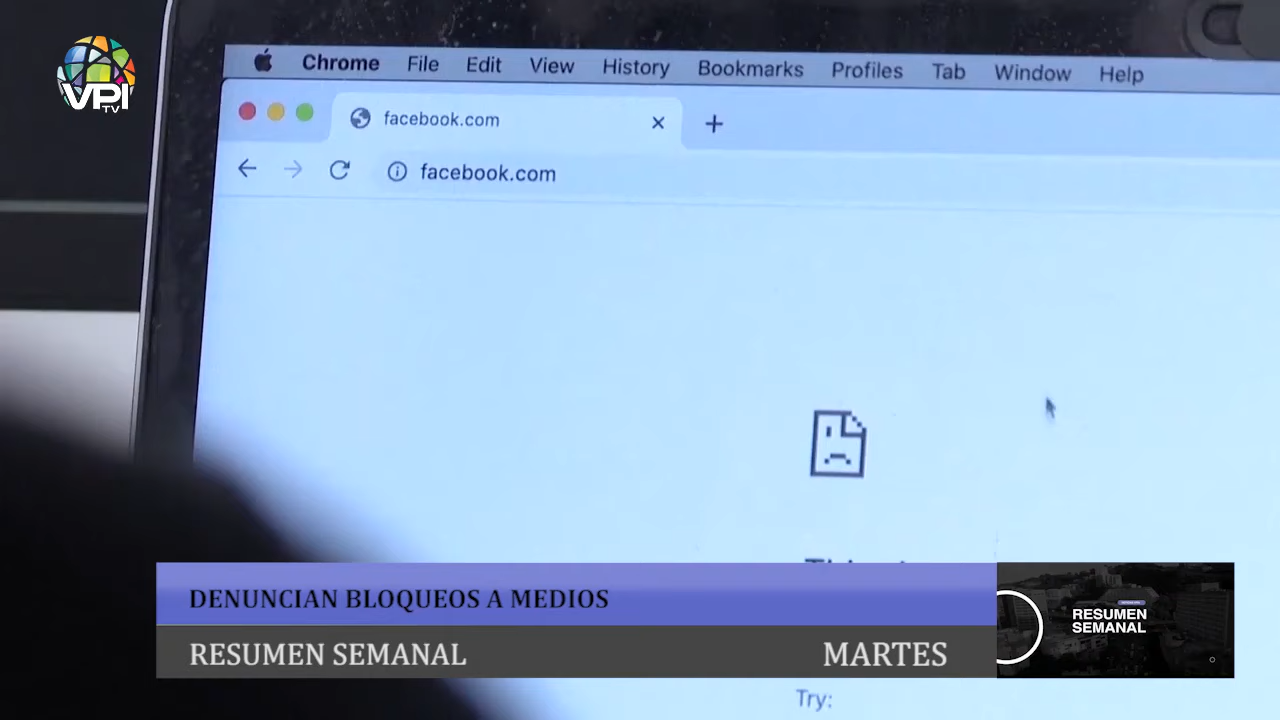 VPI
TV
Chrome File Edit View History Bookmarks Profiles Tab Window Help
facebook.com
facebook.com
DENUNCIAN BLOQUEOS A MEDIOS
RESUMEN SEMANAL
MARTES
RESUMEN
SEMANAL
Try: